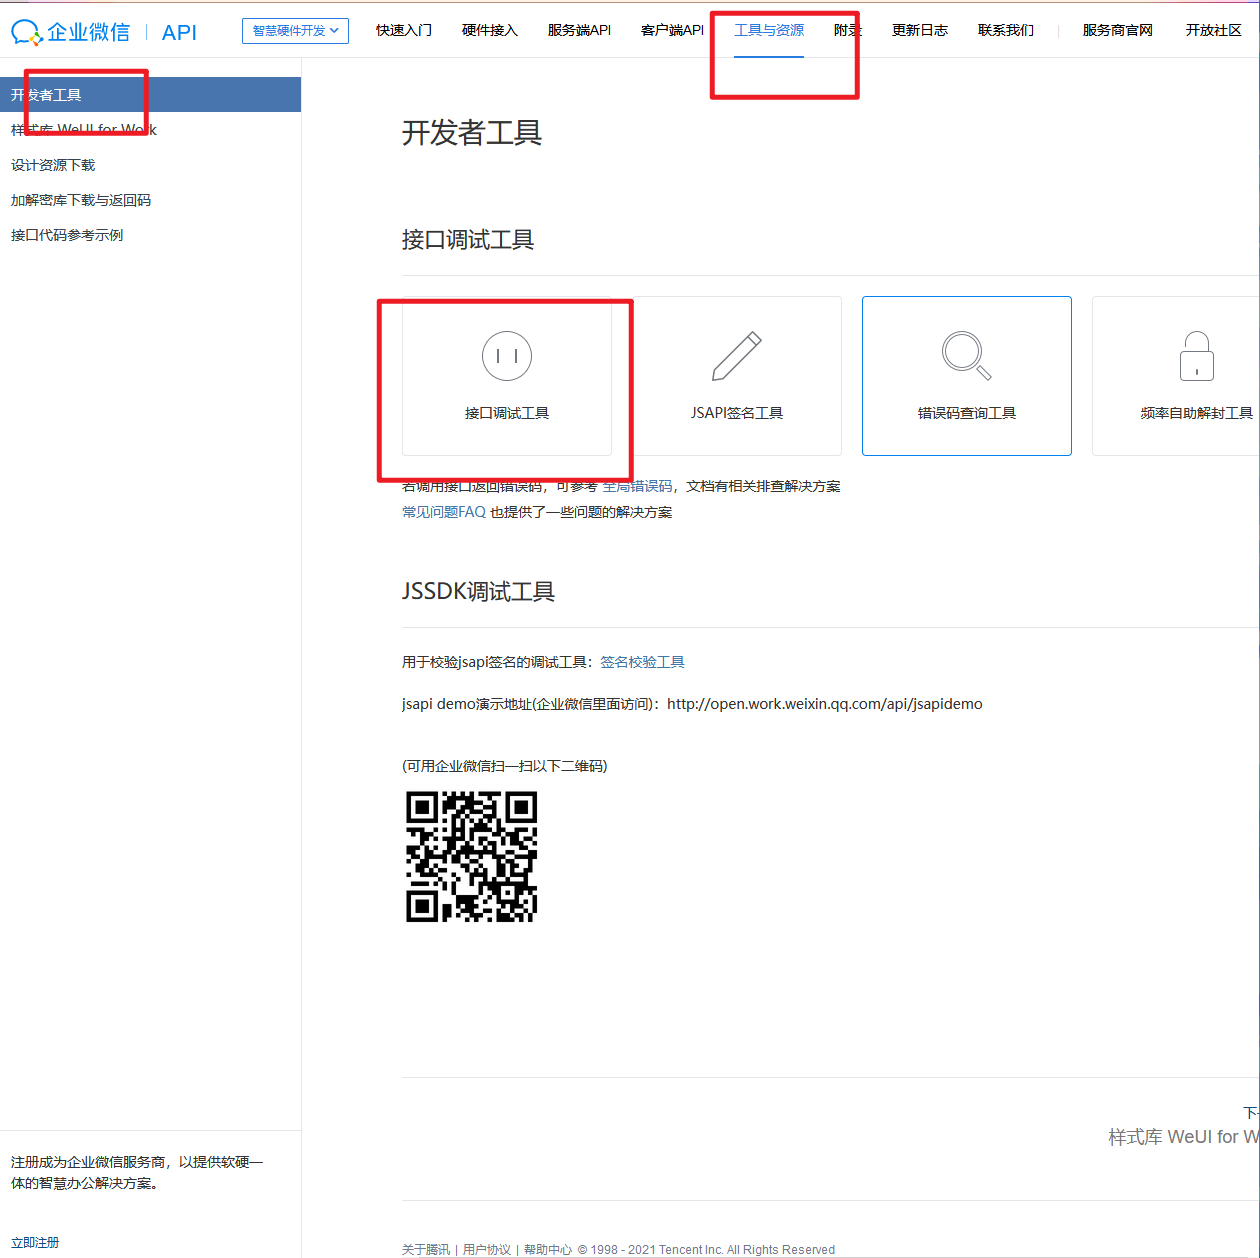 企业微信 | API
智慧硬件开发
快速入门 硬件接入 服务端API 客户端API 工具与资源 附录 更新日志 联系我们 | 服务商官网 开放社区
开发者工具
样式库 WeUI for Work
设计资源下载
加解密库下载与返回码
接口代码参考示例
开发者工具
接口调试工具
接口调试工具 JSAPI签名工具 错误码查询工具 频率自助解封工具
若调用接口返回错误码，可参考 全局错误码，文档有相关排查解决方案
常见问题FAQ 也提供了一些问题的解决方案
JSSDK调试工具
用于校验jsapi签名的调试工具：签名校验工具
jsapi demo演示地址(企业微信里面访问)：http://open.work.weixin.qq.com/api/jsapidemo
(可用企业微信扫一扫以下二维码)
下
样式库 WeUI for W
注册成为企业微信服务商，以提供软硬一
体的智慧办公解决方案。
立即注册
关于腾讯 | 用户协议 | 帮助中心 © 1998 - 2021 Tencent Inc. All Rights Reserved